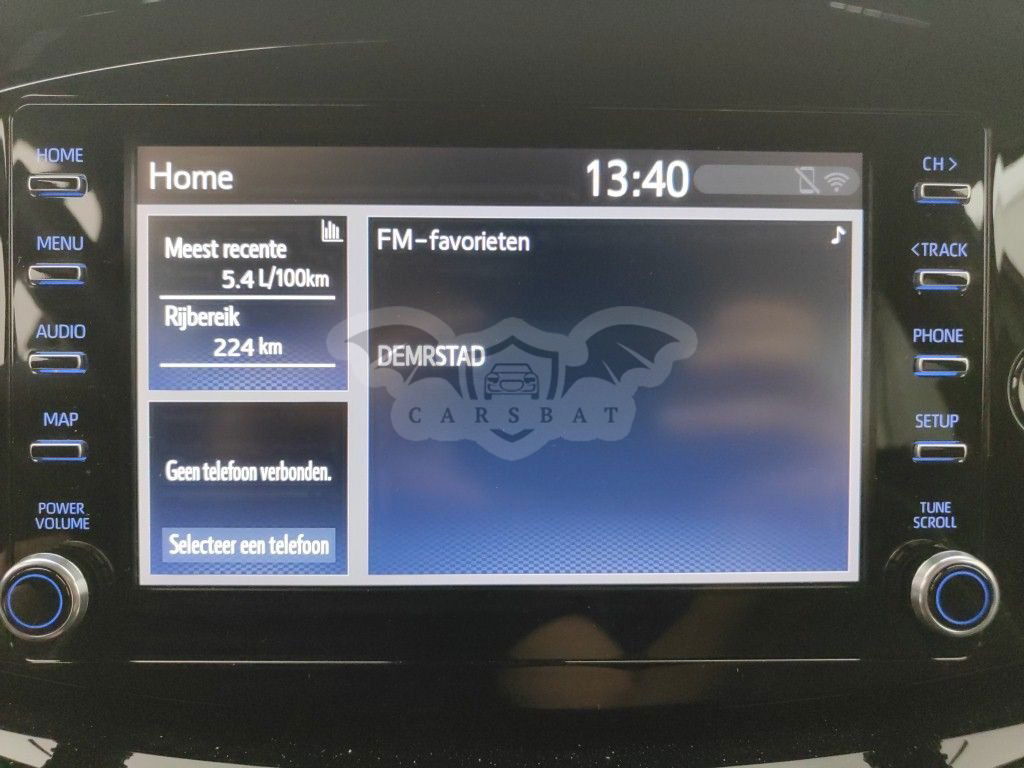 Home
13:40
Meest recente
5.4 L/100km
Rijbereik
224 km
Geen telefoon verbonden.
Selecteer een telefoon
FM-favorieten
DEMRSTAD
CARSBAT
HOME
MENU
AUDIO
MAP
POWER
VOLUME
CH >
<TRACK
PHONE
SETUP
TUNE
SCROLL